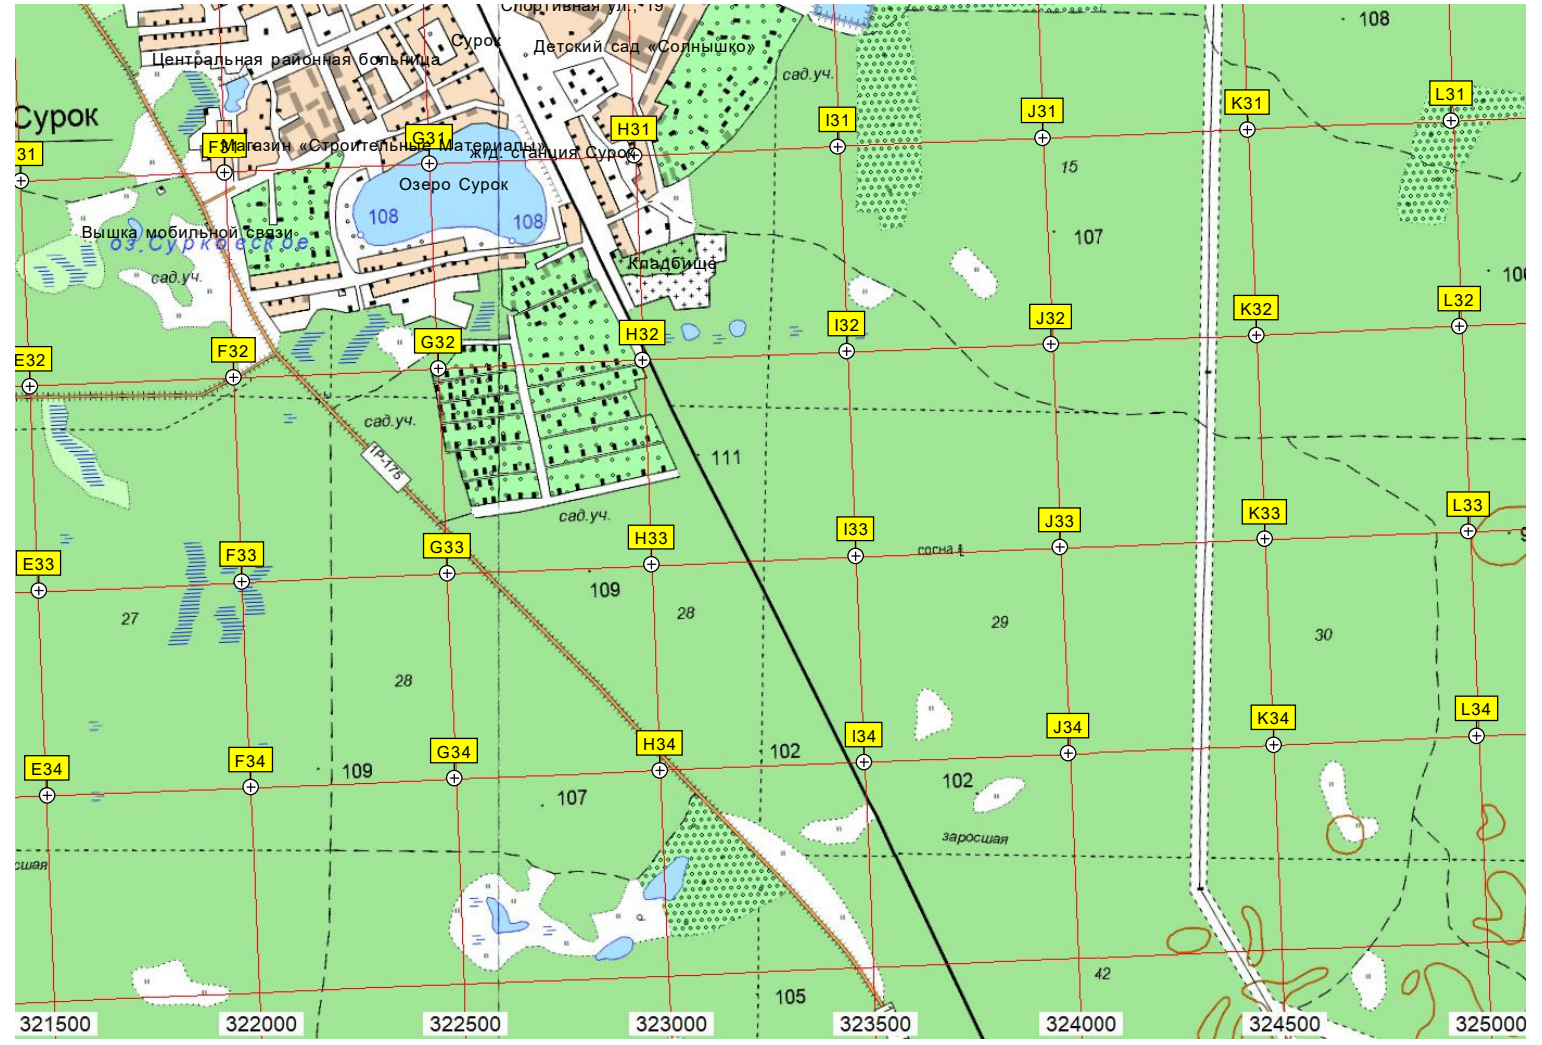 Спортивная ул., 19
108
Сурок
Детский сад «Солнышко»
Центральная районная больница
сад.уч.
L31
K31
J31
I31
Сурок
H31
G31
F31
Магазин «Строительные Материалы»
ж/д. станция Сурок
31
15
Озеро Сурок
108
108
Вышка мобильной связи
107
оз. Сурковское
Кладбище
сад.уч.
L32
K32
J32
I32
H32
G32
F32
E32
сад.уч.
111
1Р-175
L33
сад.уч.
K33
J33
I33
H33
G33
сосна
F33
E33
109
28
27
29
30
28
L34
K34
J34
I34
H34
102
G34
F34
E34
109
102
107
заросшая
сшая
42
105
321500
322000
322500
323000
323500
324000
324500
325000